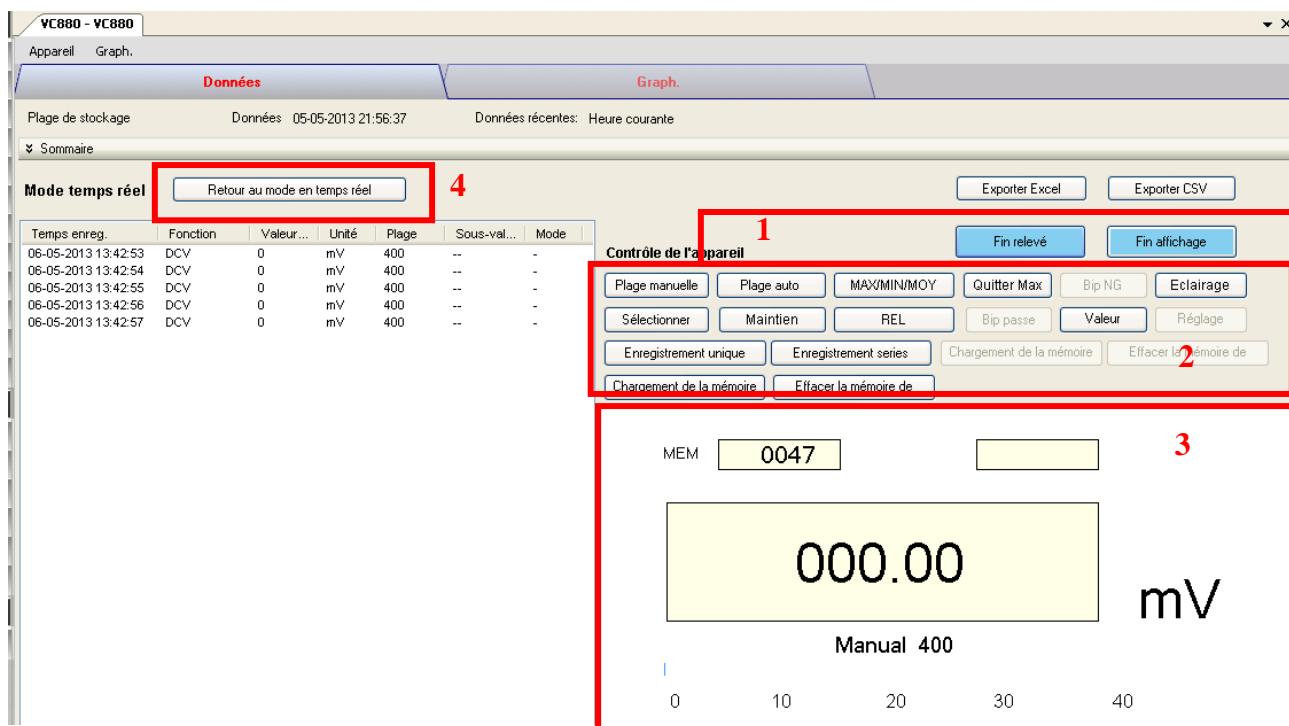 VC880 - VC880
Appareil Graph.
Données Graph.
Plage de stockage Données 05-05-2013 21:56:37 Données récentes: Heure courante
Sommaire
Mode temps réel Retour au mode en temps réel 4 Exporter Excel Exporter CSV
1 Fin relevé Fin affichage
Contrôle de l'appareil
Temps enreg. Fonction Valeur... Unité Plage Sous-val... Mode
06-05-2013 13:42:53 DCV 0 mV 400 -- -
06-05-2013 13:42:54 DCV 0 mV 400 -- -
06-05-2013 13:42:55 DCV 0 mV 400 -- -
06-05-2013 13:42:56 DCV 0 mV 400 -- -
06-05-2013 13:42:57 DCV 0 mV 400 -- -
Plage manuelle Plage auto MAX/MIN/MOY Quitter Max Bip NG Eclairage
Sélectionner Maintien REL Bip passe Valeur Réglage
Enregistrement unique Enregistrement series Chargement de la mémoire Effacer la mémoire de
2
Chargement de la mémoire Effacer la mémoire de
3
MEM 0047
000.00
mV
Manual 400
0 10 20 30 40